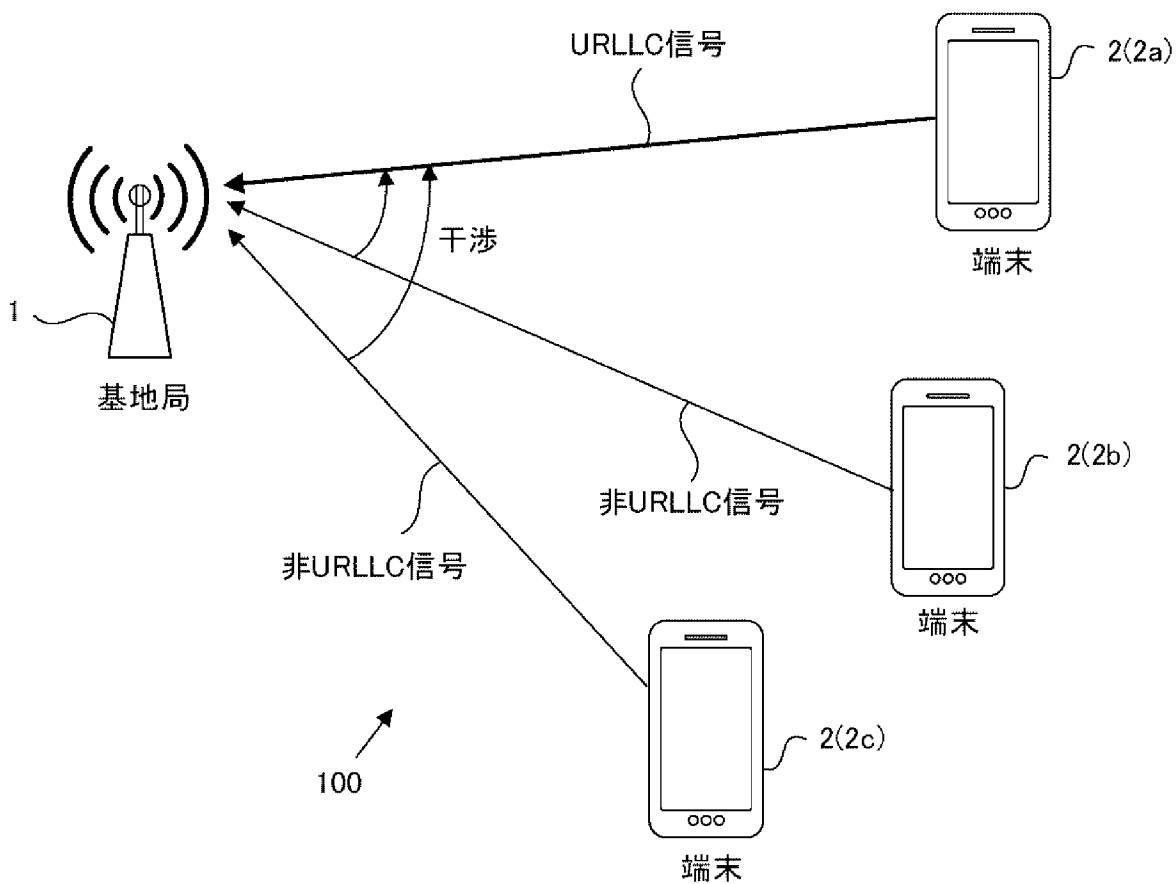 URLLC信号
2(2a)
端末
干渉
1
基地局
2(2b)
非URLLC信号
端末
非URLLC信号
2(2c)
100
端末